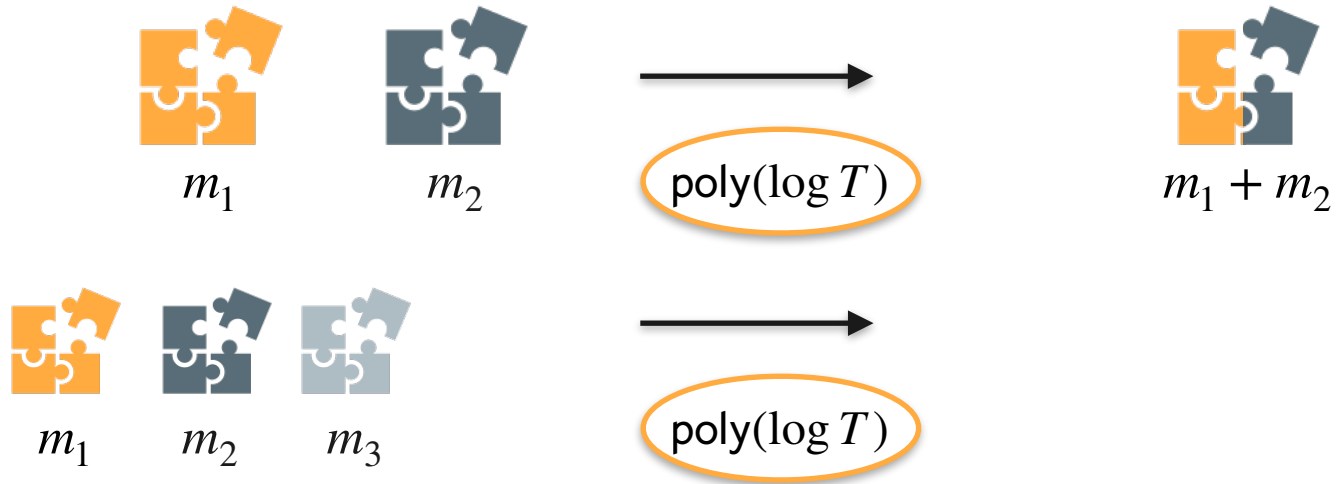 m₁ m₂ poly(log T) m₁ + m₂
m₁ m₂ m₃ poly(log T)